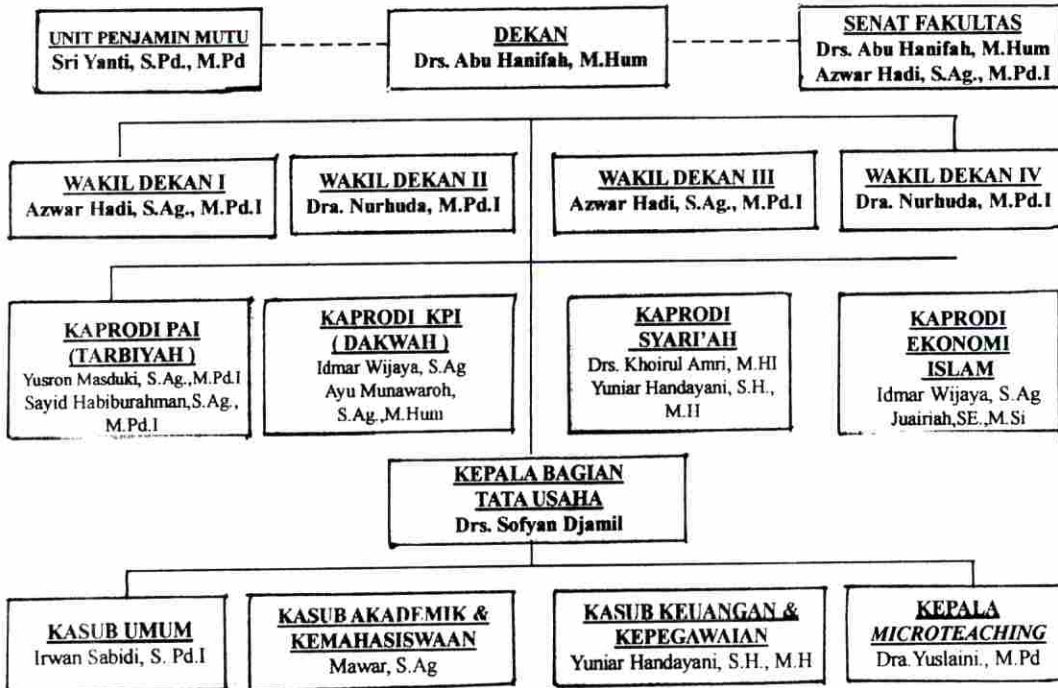 UNIT PENJAMIN MUTU
Sri Yanti, S.Pd., M.Pd
DEKAN
Drs. Abu Hanifah, M.Hum
SENAT FAKULTAS
Drs. Abu Hanifah, M.Hum
Azwar Hadi, S.Ag., M.Pd.I
WAKIL DEKAN I
Azwar Hadi, S.Ag., M.Pd.I
WAKIL DEKAN II
Dra. Nurhuda, M.Pd.I
WAKIL DEKAN III
Azwar Hadi, S.Ag., M.Pd.I
WAKIL DEKAN IV
Dra. Nurhuda, M.Pd.I
KAPRODI PAI
(TARBIYAH )
Yusron Masduki, S.Ag.,M.Pd.I
Sayid Habiburahman,S.Ag.,
M.Pd.I
KAPRODI KPI
( DAKWAH )
Idmar Wijaya, S.Ag
Ayu Munawaroh,
S.Ag.,M.Hum
KAPRODI
SYARI'AH
Drs. Khoirul Amri, M.HI
Yuniar Handayani, S.H.,
M.H
KAPRODI
EKONOMI
ISLAM
Idmar Wijaya, S.Ag
Juairiah,SE.,M.Si
KEPALA BAGIAN
TATA USAHA
Drs. Sofyan Djamil
KASUB UMUM
Irwan Sabidi, S. Pd.I
KASUB AKADEMIK &
KEMAHASISWAAN
Mawar, S.Ag
KASUB KEUANGAN &
KEPEGAWAIAN
Yuniar Handayani, S.H., M.H
KEPALA
MICROTEACHING
Dra.Yuslaini., M.Pd